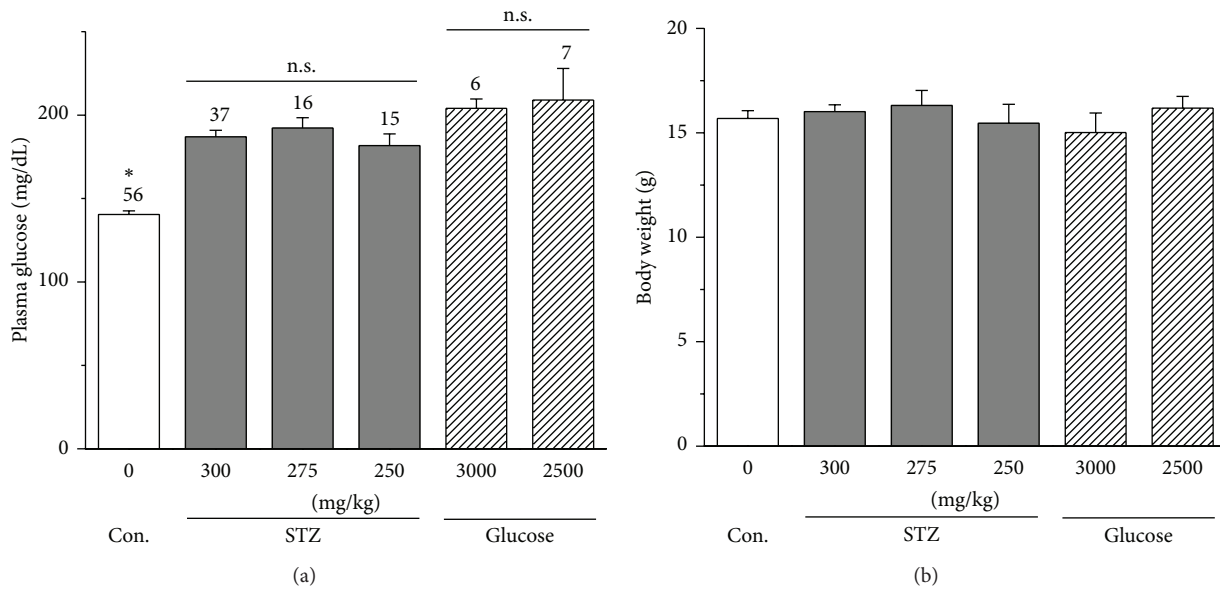 n.s.
n.s.
7
6
16
37
15
*
56
200
100
0
Plasma glucose (mg/dL)
0 300 275 250 3000 2500
(mg/kg)
Con. STZ Glucose
(a)
20
15
10
5
0
Body weight (g)
0 300 275 250 3000 2500
(mg/kg)
Con. STZ Glucose
(b)